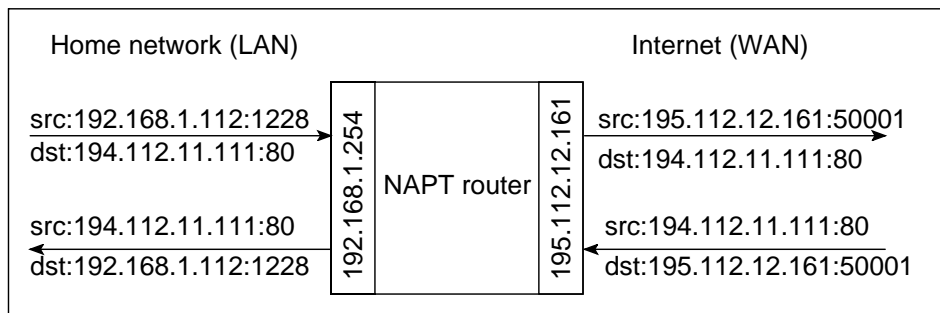 Home network (LAN)
Internet (WAN)
src:192.168.1.112:1228
dst:194.112.11.111:80
192.168.1.254
NAPT router
195.112.12.161
src:195.112.12.161:50001
dst:194.112.11.111:80
src:194.112.11.111:80
dst:192.168.1.112:1228
src:194.112.11.111:80
dst:195.112.12.161:50001